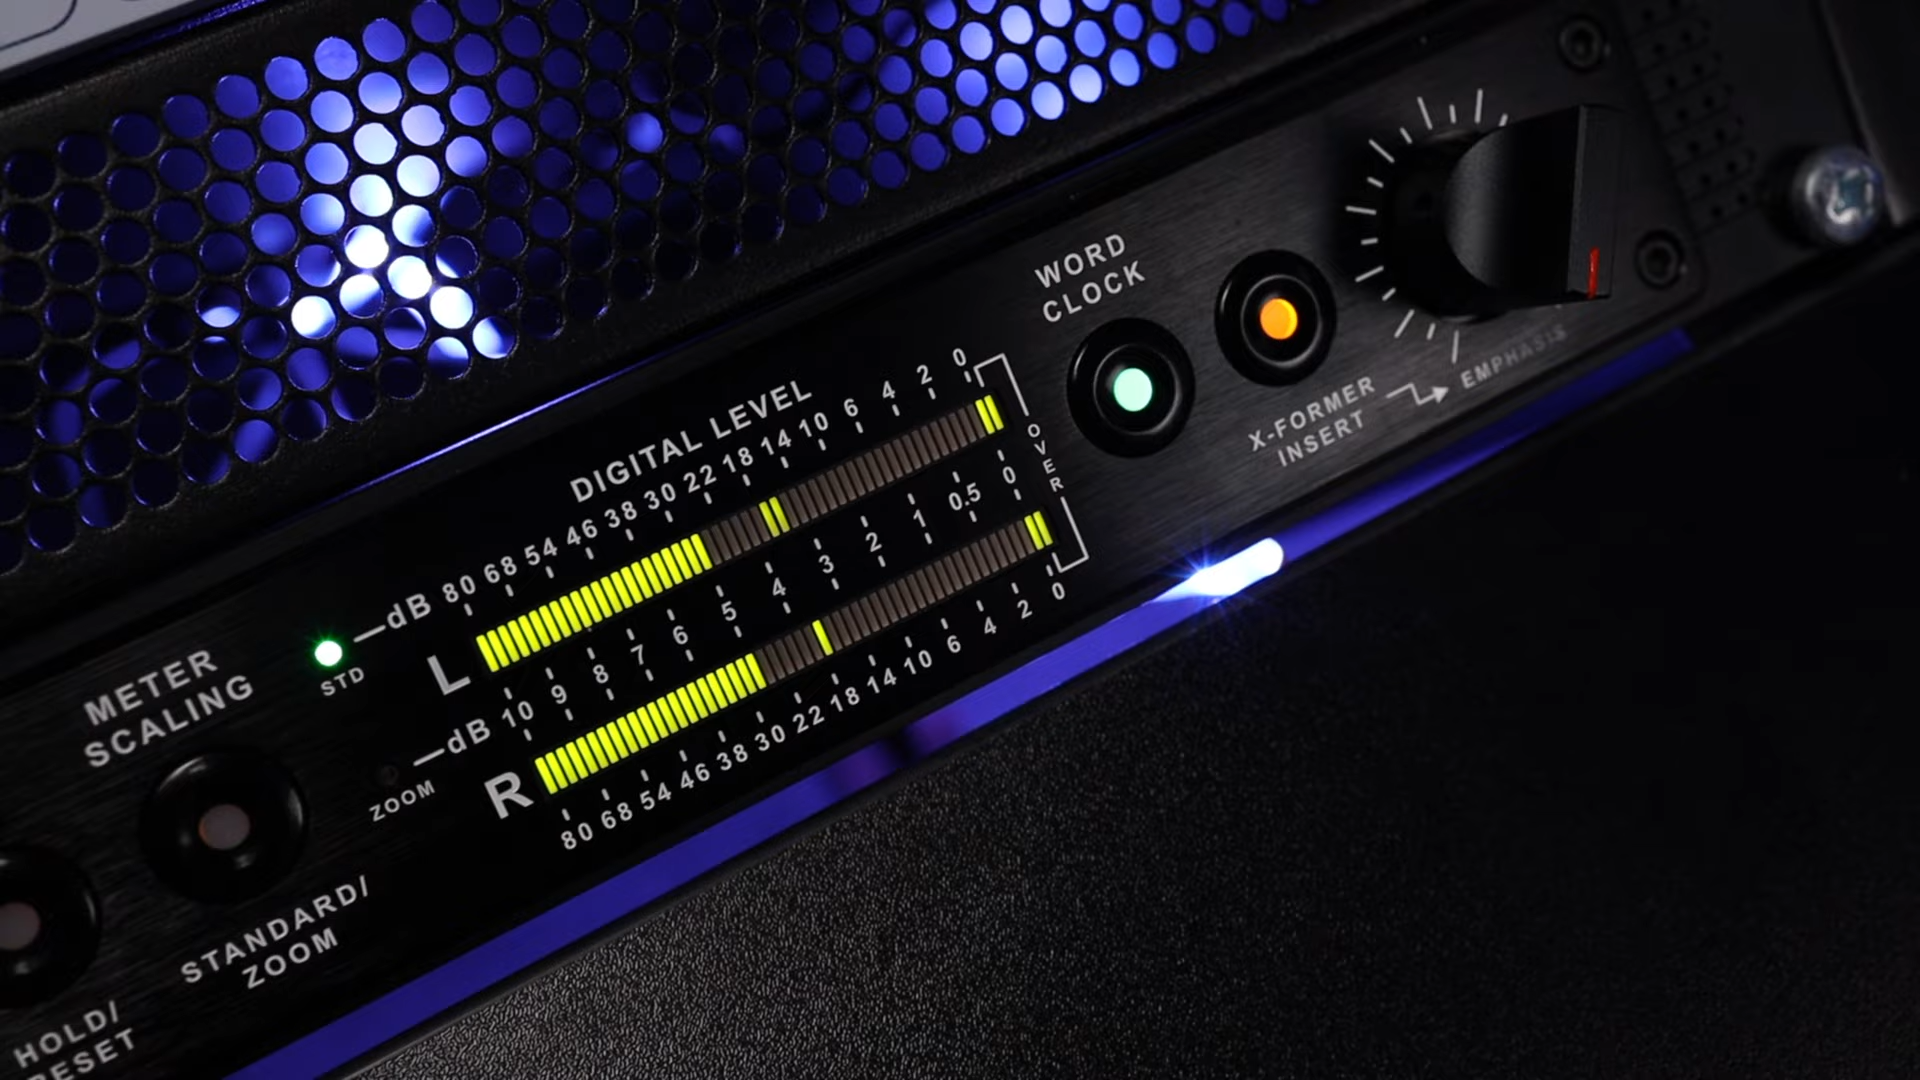 WORD
CLOCK
X-FORMER
INSERT
EMPHASIS
DIGITAL LEVEL
dB 80 68 54 46 38 30 22 18 14 10 6 4 2 0
OVER
L
dB 10 9 8 7 6 5 4 3 2 1 0.5 0
R
80 68 54 46 38 30 22 18 14 10 6 4 2 0
STD
ZOOM
METER
SCALING
STANDARD/
ZOOM
HOLD/
RESET